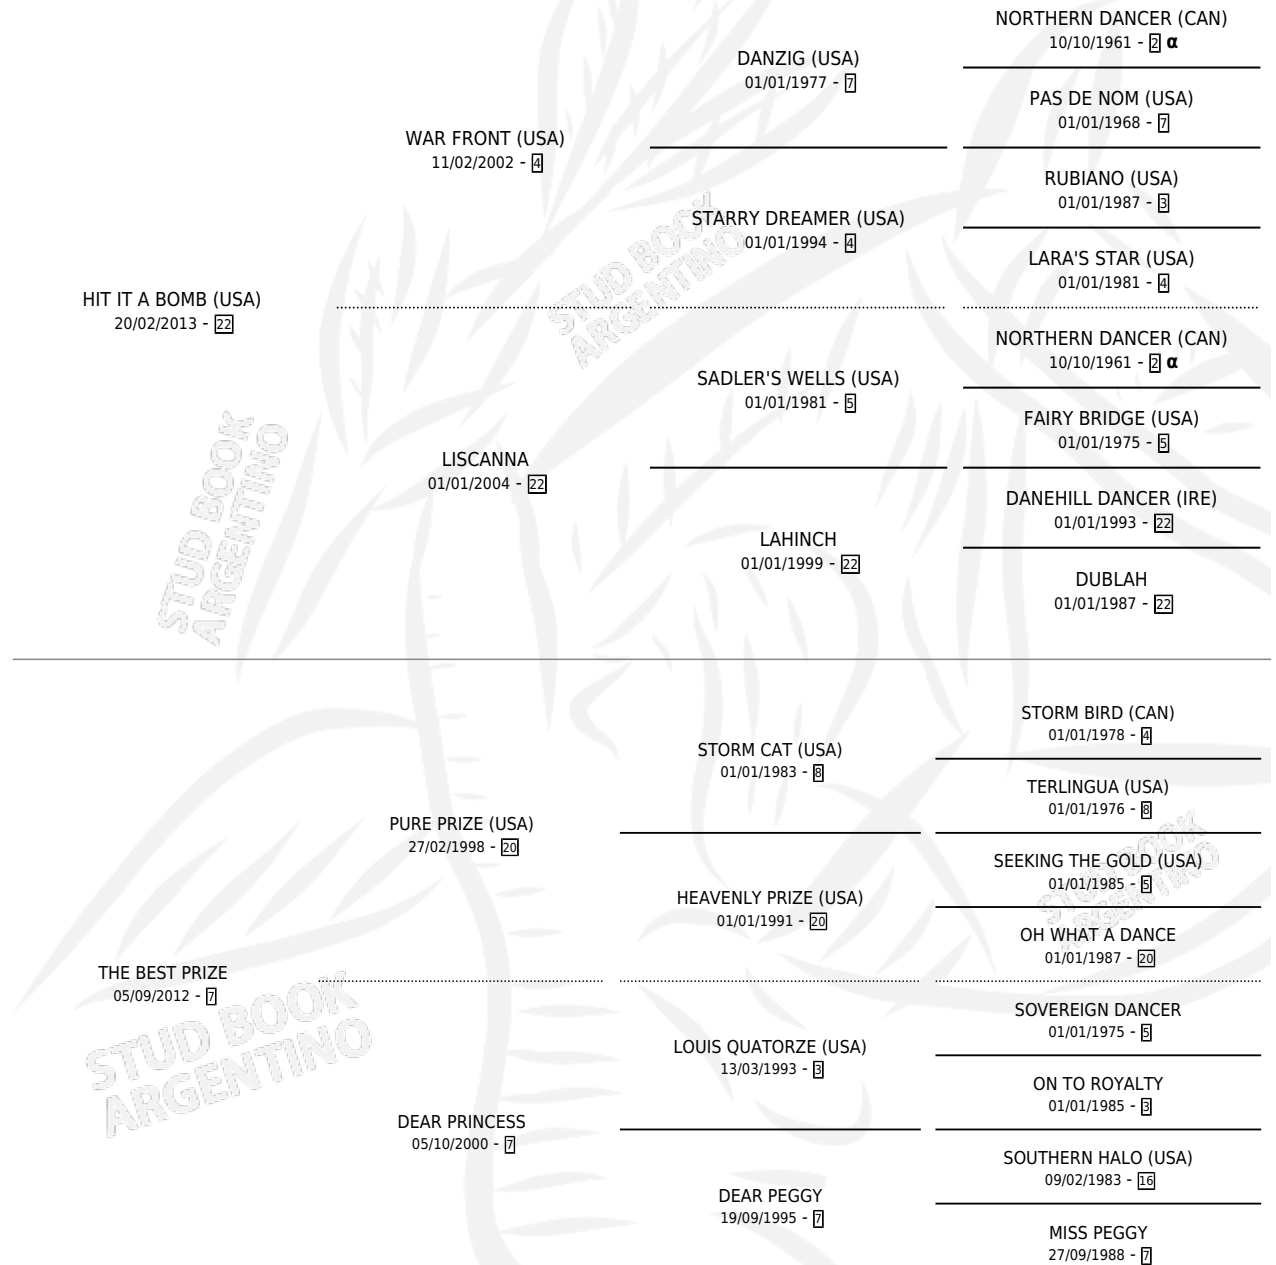 NORTHERN DANCER (CAN)
10/10/1961 - 2 α
DANZIG (USA)
01/01/1977 - 7
PAS DE NOM (USA)
01/01/1968 - 7
WAR FRONT (USA)
11/02/2002 - 4
RUBIANO (USA)
01/01/1987 - 3
STARRY DREAMER (USA)
01/01/1994 - 4
LARA'S STAR (USA)
01/01/1981 - 4
HIT IT A BOMB (USA)
20/02/2013 - 22
NORTHERN DANCER (CAN)
10/10/1961 - 2 α
SADLER'S WELLS (USA)
01/01/1981 - 5
FAIRY BRIDGE (USA)
01/01/1975 - 5
LISCANNA
01/01/2004 - 22
DANEHILL DANCER (IRE)
01/01/1993 - 22
LAHINCH
01/01/1999 - 22
DUBLAH
01/01/1987 - 22
STORM BIRD (CAN)
01/01/1978 - 4
STORM CAT (USA)
01/01/1983 - 8
TERLINGUA (USA)
01/01/1976 - 8
PURE PRIZE (USA)
27/02/1998 - 20
SEEKING THE GOLD (USA)
01/01/1985 - 5
HEAVENLY PRIZE (USA)
01/01/1991 - 20
OH WHAT A DANCE
01/01/1987 - 20
THE BEST PRIZE
05/09/2012 - 7
SOVEREIGN DANCER
01/01/1975 - 5
LOUIS QUATORZE (USA)
13/03/1993 - 3
ON TO ROYALTY
01/01/1985 - 3
DEAR PRINCESS
05/10/2000 - 7
SOUTHERN HALO (USA)
09/02/1983 - 16
DEAR PEGGY
19/09/1995 - 7
MISS PEGGY
27/09/1988 - 7
STUD BOOK
ARGENTINO
STUD BOOK
ARGENTINO
STUD BOOK
ARGENTINO
STUD BOOK
ARGENTINO